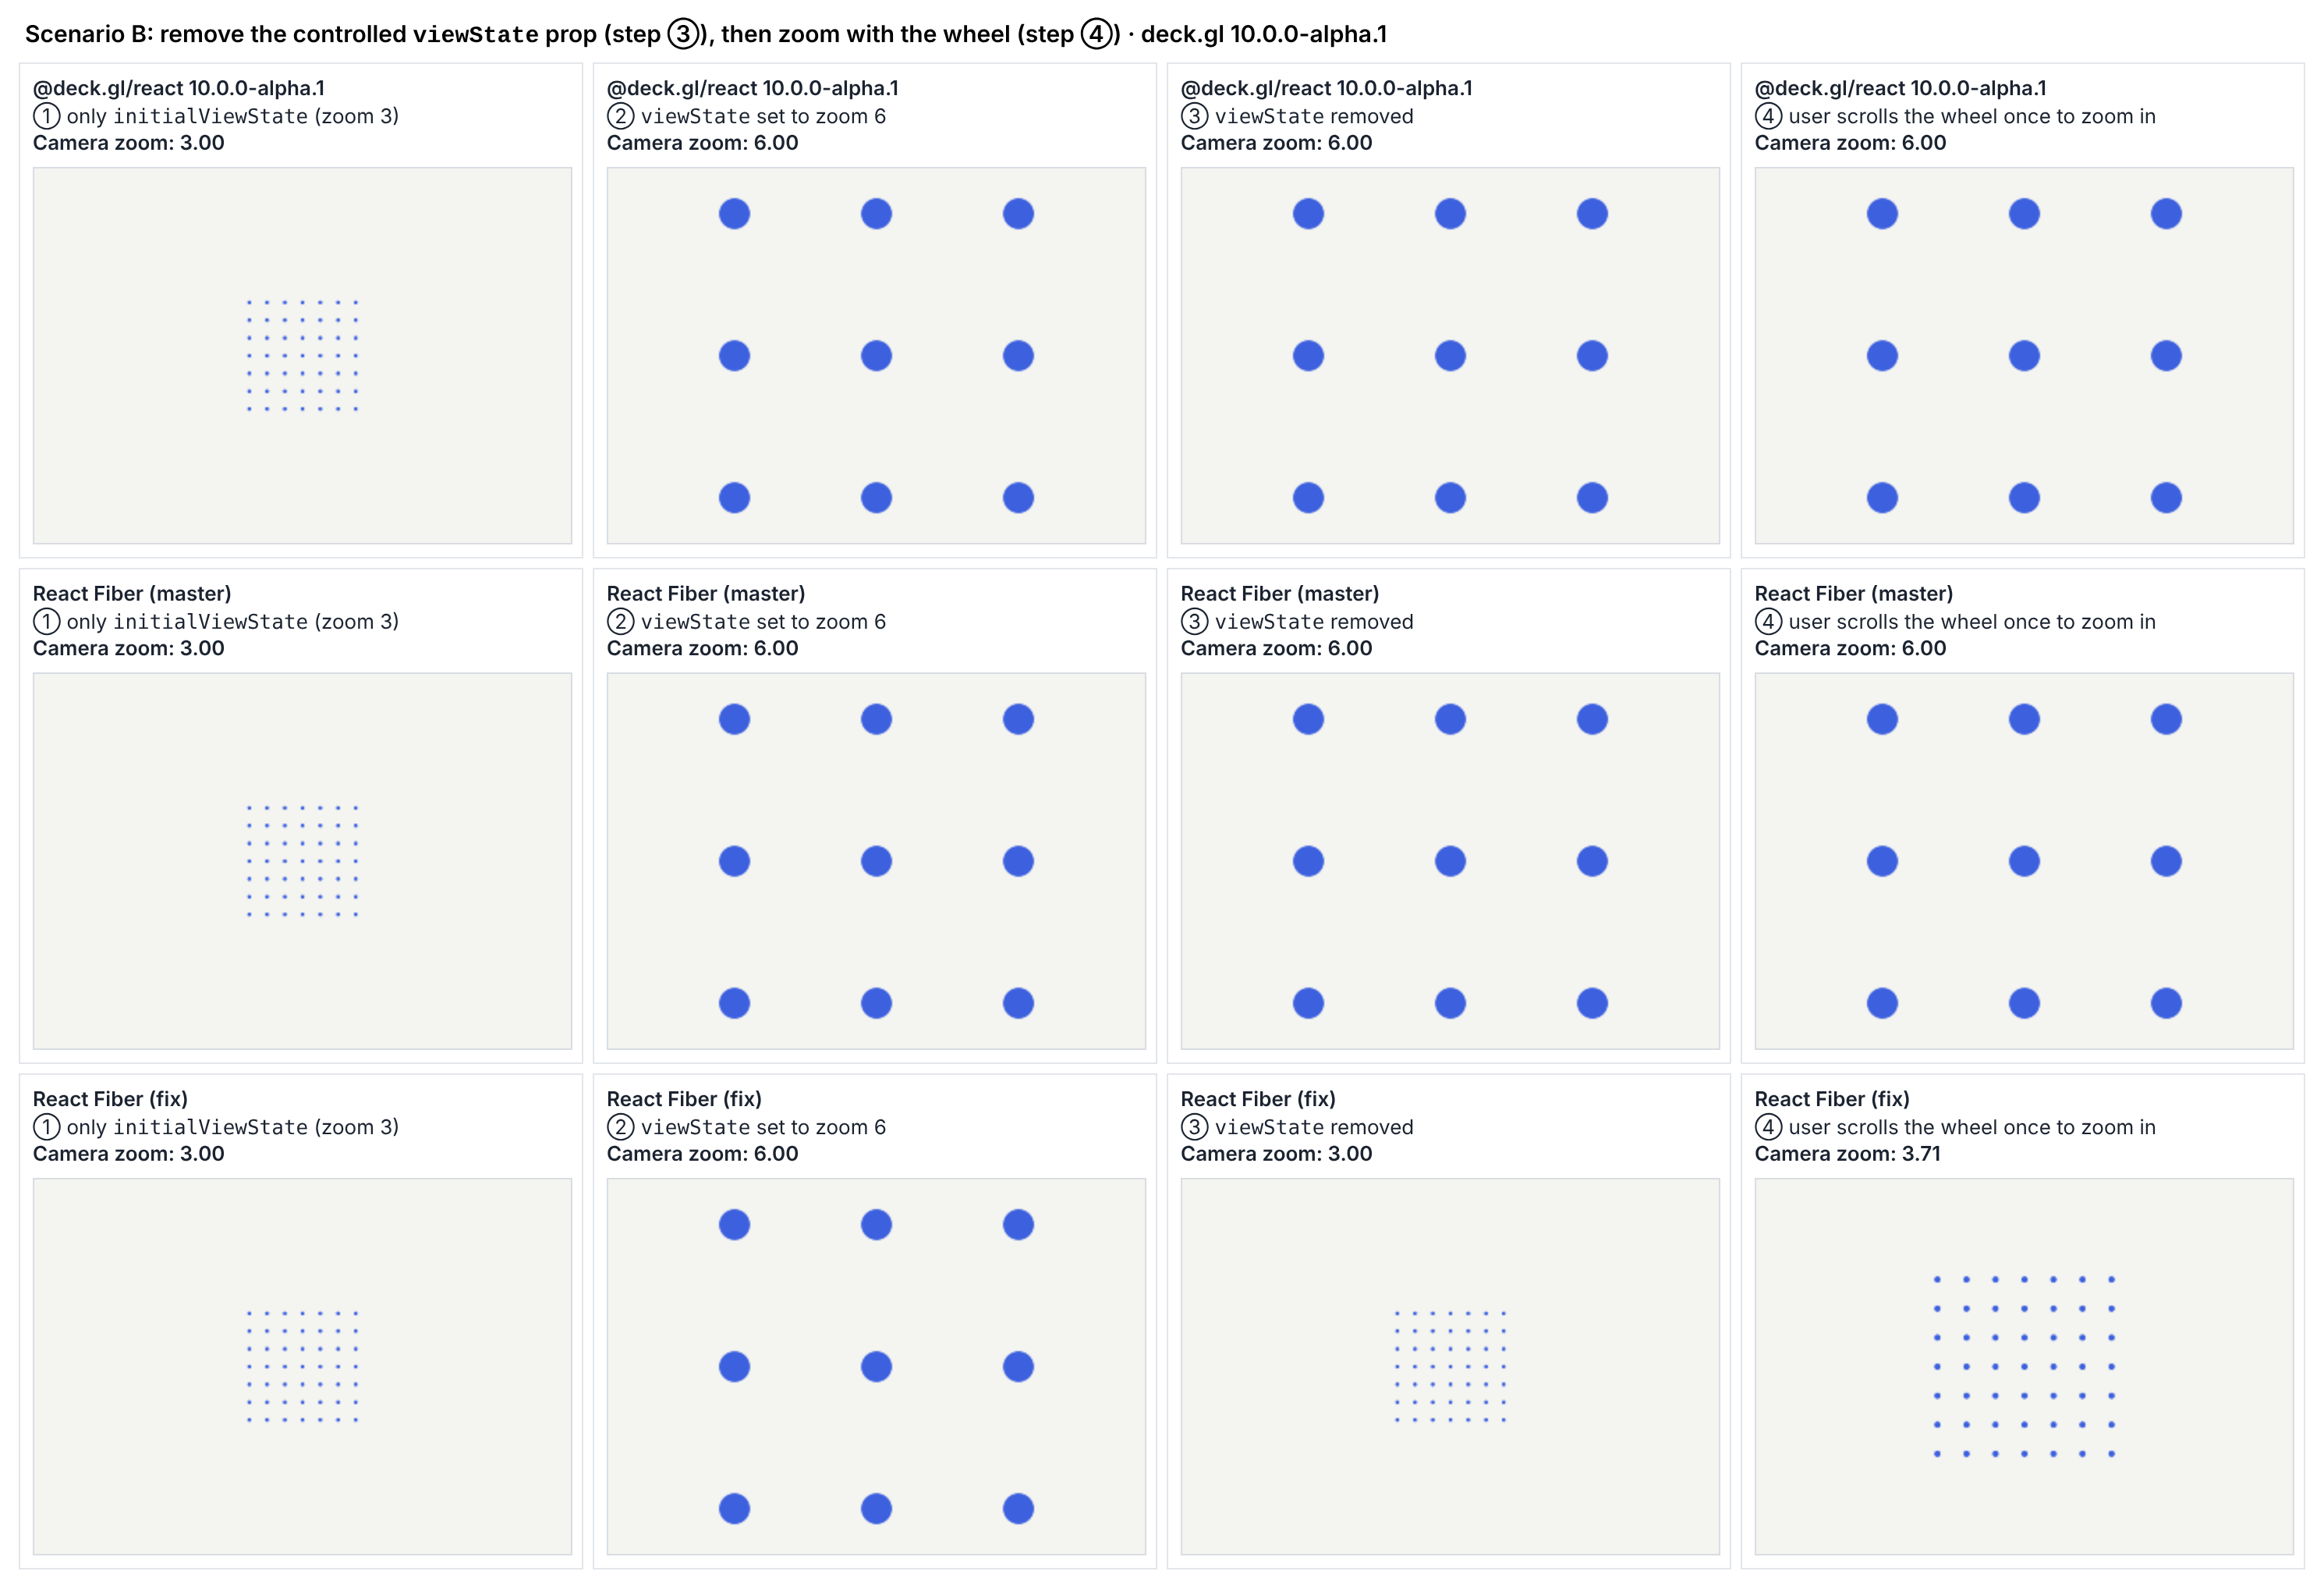 Scenario B: remove the controlled viewState prop (step ③), then zoom with the wheel (step ④) · deck.gl 10.0.0-alpha.1
@deck.gl/react 10.0.0-alpha.1
① only initialViewState (zoom 3)
Camera zoom: 3.00
@deck.gl/react 10.0.0-alpha.1
② viewState set to zoom 6
Camera zoom: 6.00
@deck.gl/react 10.0.0-alpha.1
③ viewState removed
Camera zoom: 6.00
@deck.gl/react 10.0.0-alpha.1
④ user scrolls the wheel once to zoom in
Camera zoom: 6.00
React Fiber (master)
① only initialViewState (zoom 3)
Camera zoom: 3.00
React Fiber (master)
② viewState set to zoom 6
Camera zoom: 6.00
React Fiber (master)
③ viewState removed
Camera zoom: 6.00
React Fiber (master)
④ user scrolls the wheel once to zoom in
Camera zoom: 6.00
React Fiber (fix)
① only initialViewState (zoom 3)
Camera zoom: 3.00
React Fiber (fix)
② viewState set to zoom 6
Camera zoom: 6.00
React Fiber (fix)
③ viewState removed
Camera zoom: 3.00
React Fiber (fix)
④ user scrolls the wheel once to zoom in
Camera zoom: 3.71